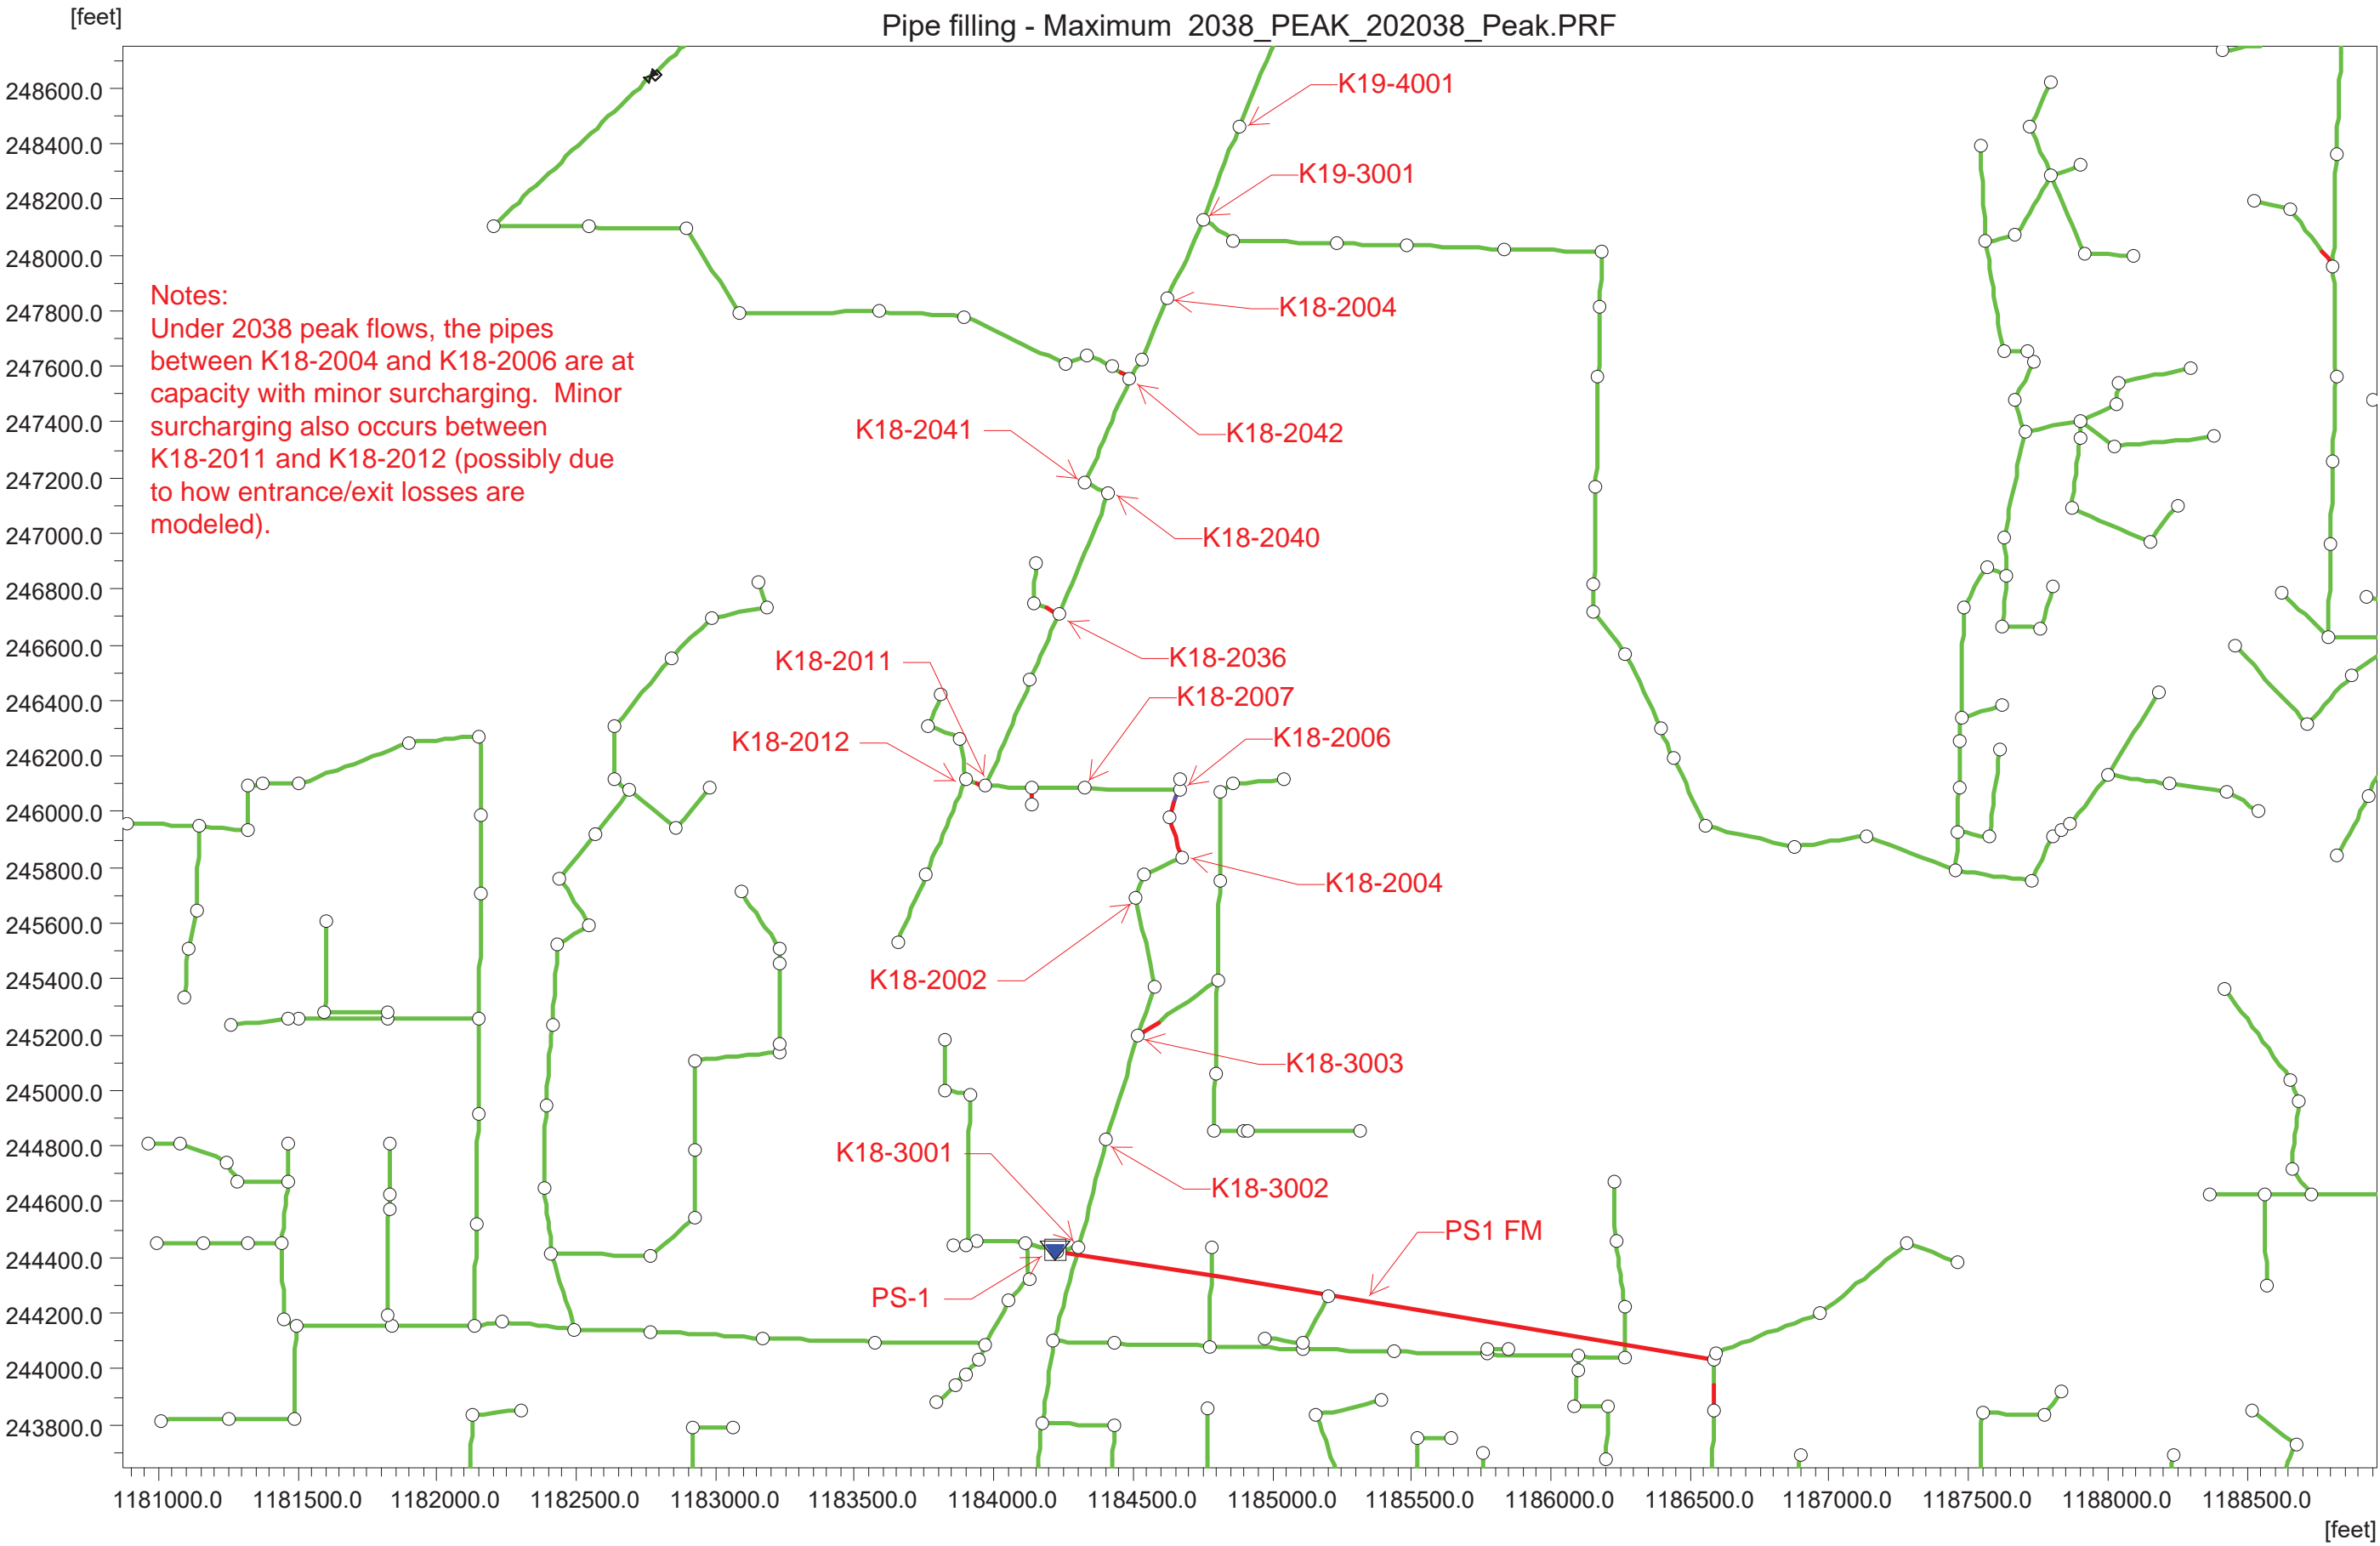 [feet]
Pipe filling - Maximum 2038_PEAK_202038_Peak.PRF
248600.0
248400.0
248200.0
248000.0
247800.0
247600.0
247400.0
247200.0
247000.0
246800.0
246600.0
246400.0
246200.0
246000.0
245800.0
245600.0
245400.0
245200.0
245000.0
244800.0
244600.0
244400.0
244200.0
244000.0
243800.0
Notes:
Under 2038 peak flows, the pipes
between K18-2004 and K18-2006 are at
capacity with minor surcharging. Minor
surcharging also occurs between
K18-2011 and K18-2012 (possibly due
to how entrance/exit losses are
modeled).
K19-4001
K19-3001
K18-2004
K18-2041
K18-2042
K18-2040
K18-2036
K18-2011
K18-2007
K18-2012
K18-2006
K18-2004
K18-2002
K18-3003
K18-3001
K18-3002
PS1 FM
PS-1
1181000.0
1181500.0
1182000.0
1182500.0
1183000.0
1183500.0
1184000.0
1184500.0
1185000.0
1185500.0
1186000.0
1186500.0
1187000.0
1187500.0
1188000.0
1188500.0
[feet]